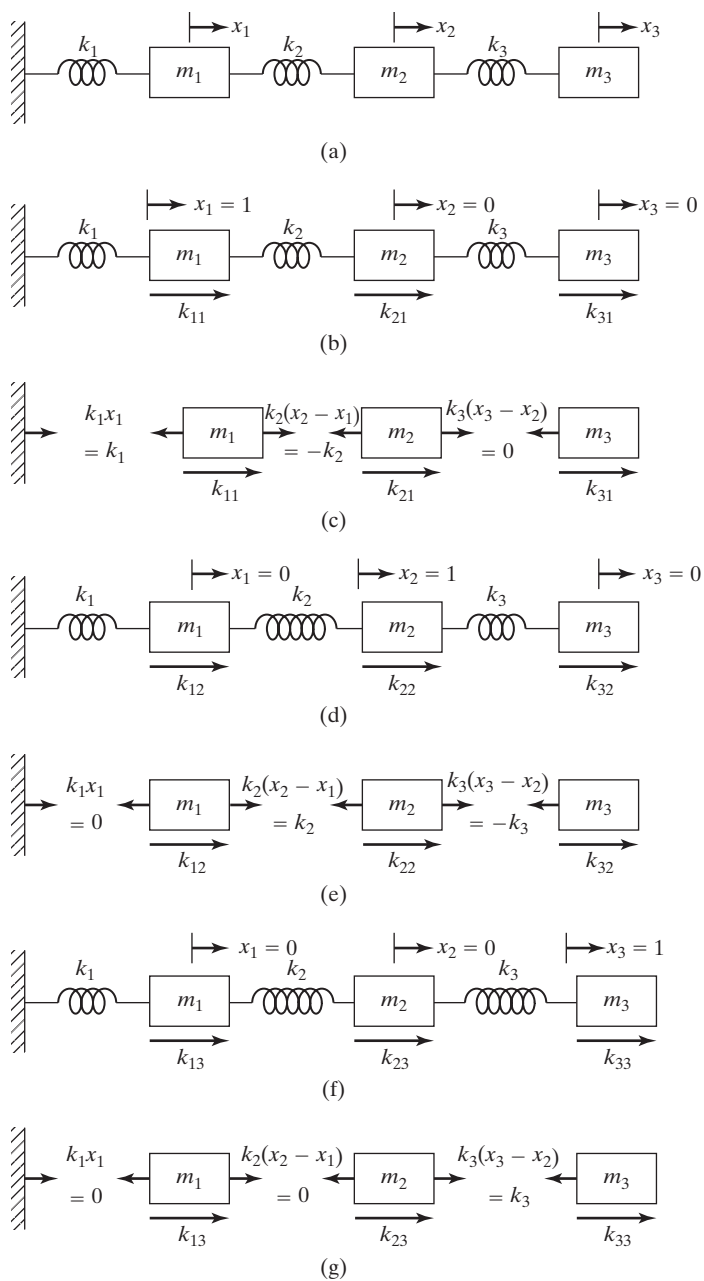 x₁ x₂ x₃
k₁ k₂ k₃
m₁ m₂ m₃
(a)
x₁ = 1 x₂ = 0 x₃ = 0
k₁ k₂ k₃
m₁ m₂ m₃
k₁₁ k₂₁ k₃₁
(b)
k₁x₁ k₂(x₂ − x₁) k₃(x₃ − x₂)
m₁ m₂ m₃
= k₁ = −k₂ = 0
k₁₁ k₂₁ k₃₁
(c)
x₁ = 0 x₂ = 1 x₃ = 0
k₁ k₂ k₃
m₁ m₂ m₃
k₁₂ k₂₂ k₃₂
(d)
k₁x₁ k₂(x₂ − x₁) k₃(x₃ − x₂)
m₁ m₂ m₃
= 0 = k₂ = −k₃
k₁₂ k₂₂ k₃₂
(e)
x₁ = 0 x₂ = 0 x₃ = 1
k₁ k₂ k₃
m₁ m₂ m₃
k₁₃ k₂₃ k₃₃
(f)
k₁x₁ k₂(x₂ − x₁) k₃(x₃ − x₂)
m₁ m₂ m₃
= 0 = 0 = k₃
k₁₃ k₂₃ k₃₃
(g)